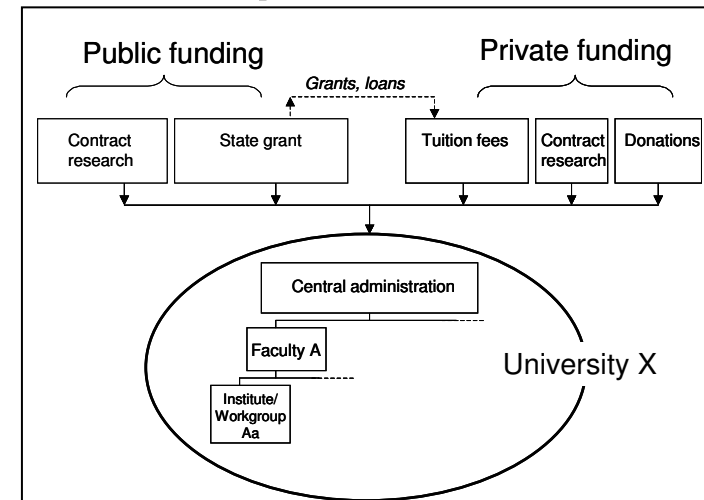 Public funding
Private funding
Grants, loans
Contract
research
State grant
Tuition fees
Contract
research
Donations
Central administration
Faculty A
University X
Institute/
Workgroup
Aa